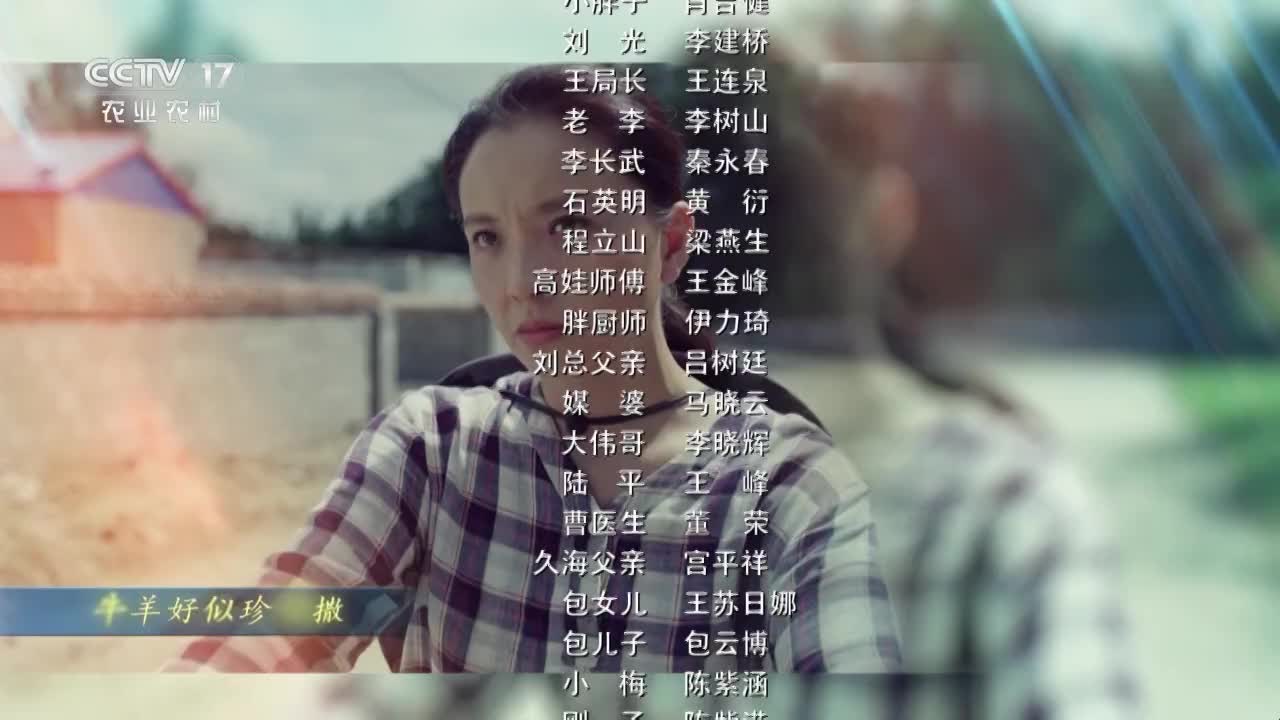 CCTV 17
农业农村
刘 光 李建桥
王局长 王连泉
老 李 李树山
李长武 秦永春
石英明 黄 衍
程立山 梁燕生
高娃师傅 王金峰
胖厨师 伊力琦
刘总父亲 吕树廷
媒 婆 马晓云
大伟哥 李晓辉
陆 平 王 峰
曹医生 董 荣
久海父亲 宫平祥
包女儿 王苏日娜
包儿子 包云博
小 梅 陈紫涵
牛羊好似珍 撒